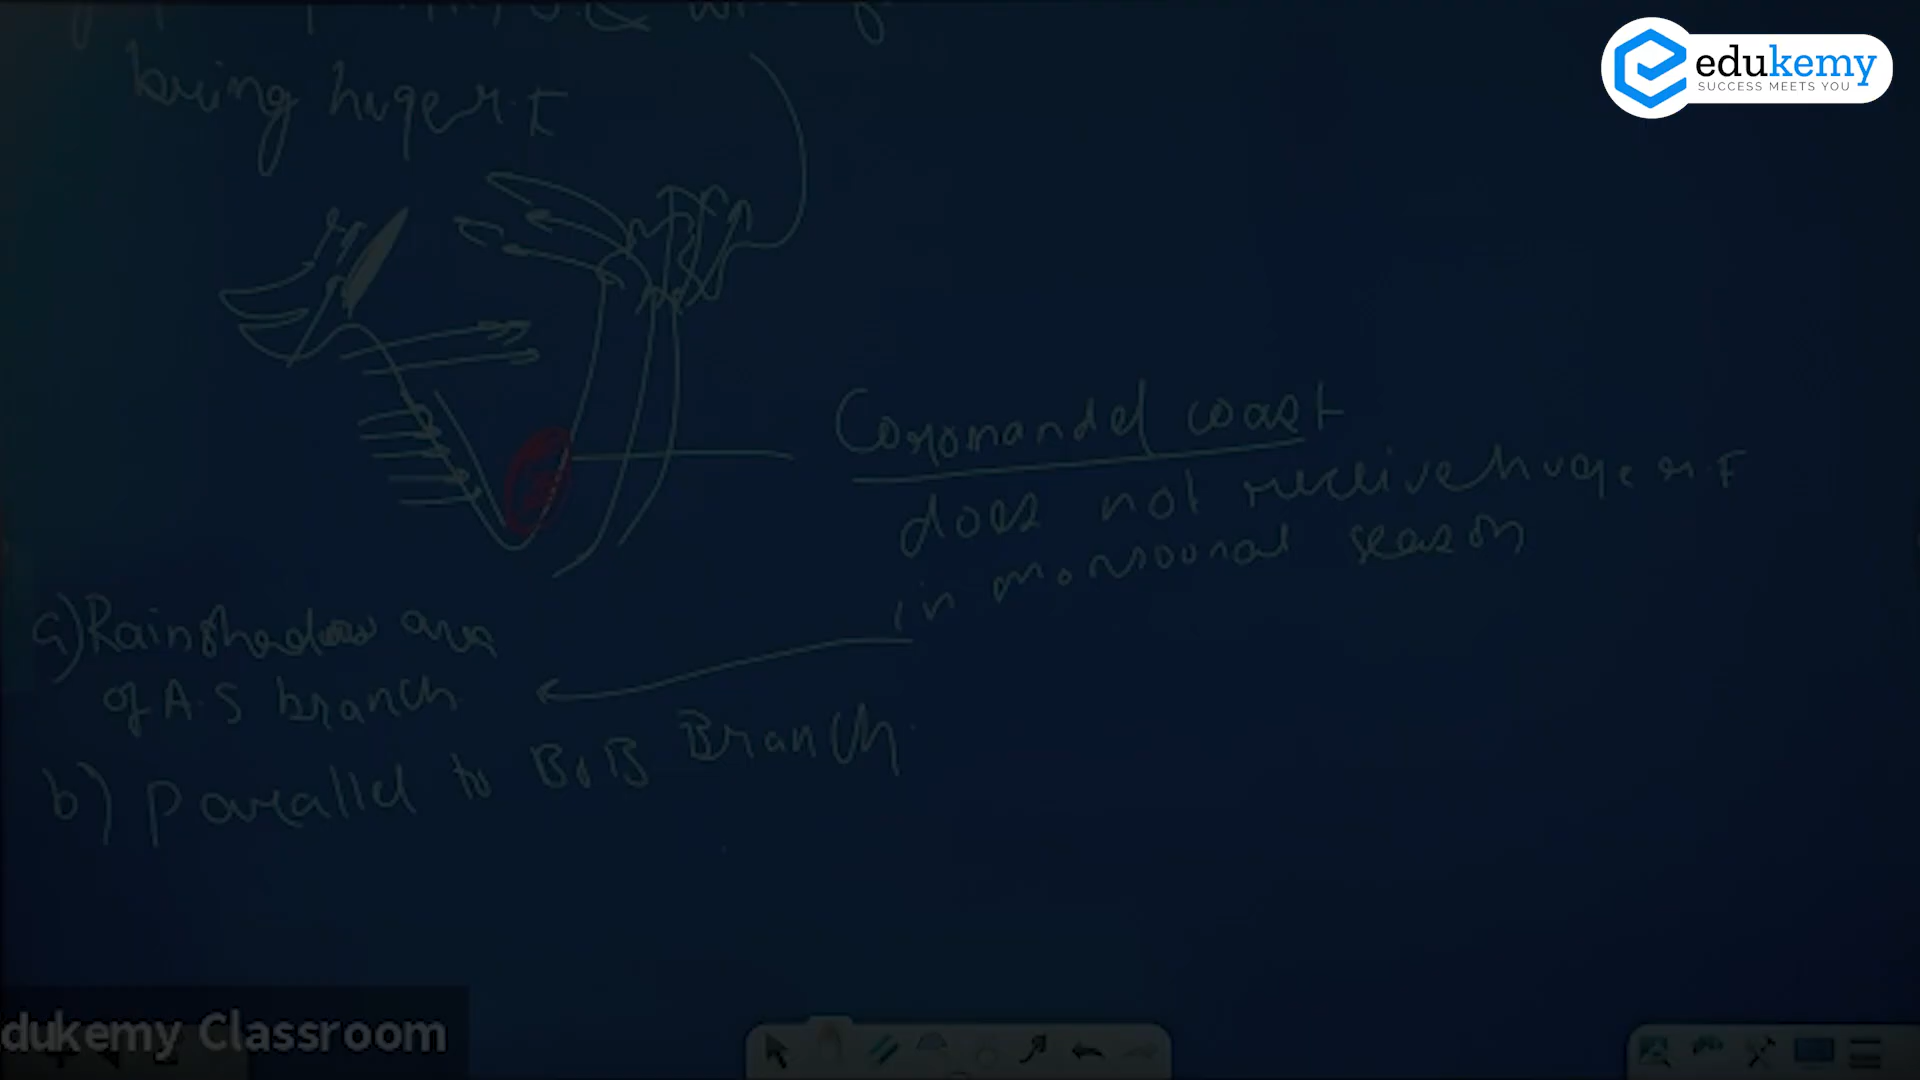 edukemy
SUCCESS MEETS YOU
bring huge r.F
Coromandel coast
does not receive huge r.F
in monsoonal season
a) Rainshadow area
of A.S branch
b) Parallel to BoB Branch
dukemy Classroom